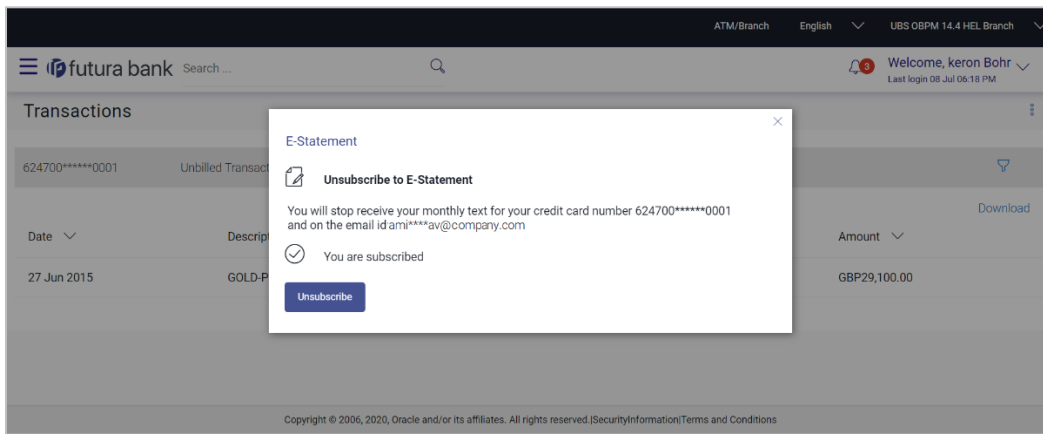 ATM/Branch English UBS OBPM 14.4 HEL Branch
futura bank Search ... 3 Welcome, keron Bohr
Last login 08 Jul 06:18 PM
Transactions
E-Statement
624700******0001 Unbilled Transact
Unsubscribe to E-Statement
You will stop receive your monthly text for your credit card number 624700******0001
and on the email id:ami****av@company.com
Download
Date Descript Amount
You are subscribed
27 Jun 2015 GOLD-P GBP29,100.00
Unsubscribe
Copyright © 2006, 2020, Oracle and/or its affiliates. All rights reserved.|SecurityInformation|Terms and Conditions